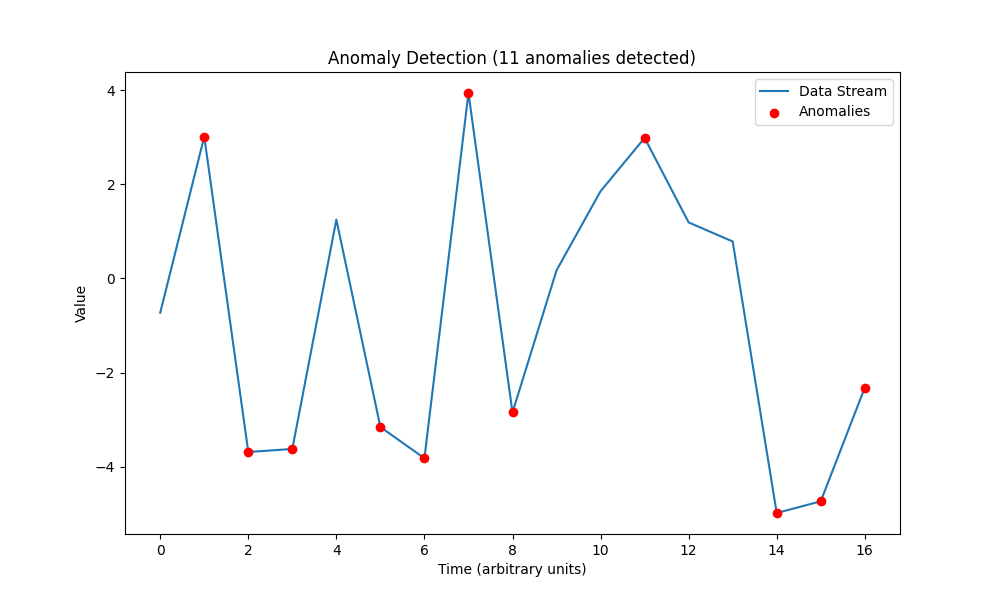 Anomaly Detection (11 anomalies detected)
Data Stream
Anomalies
Value
4
2
0
−2
−4
0 2 4 6 8 10 12 14 16
Time (arbitrary units)